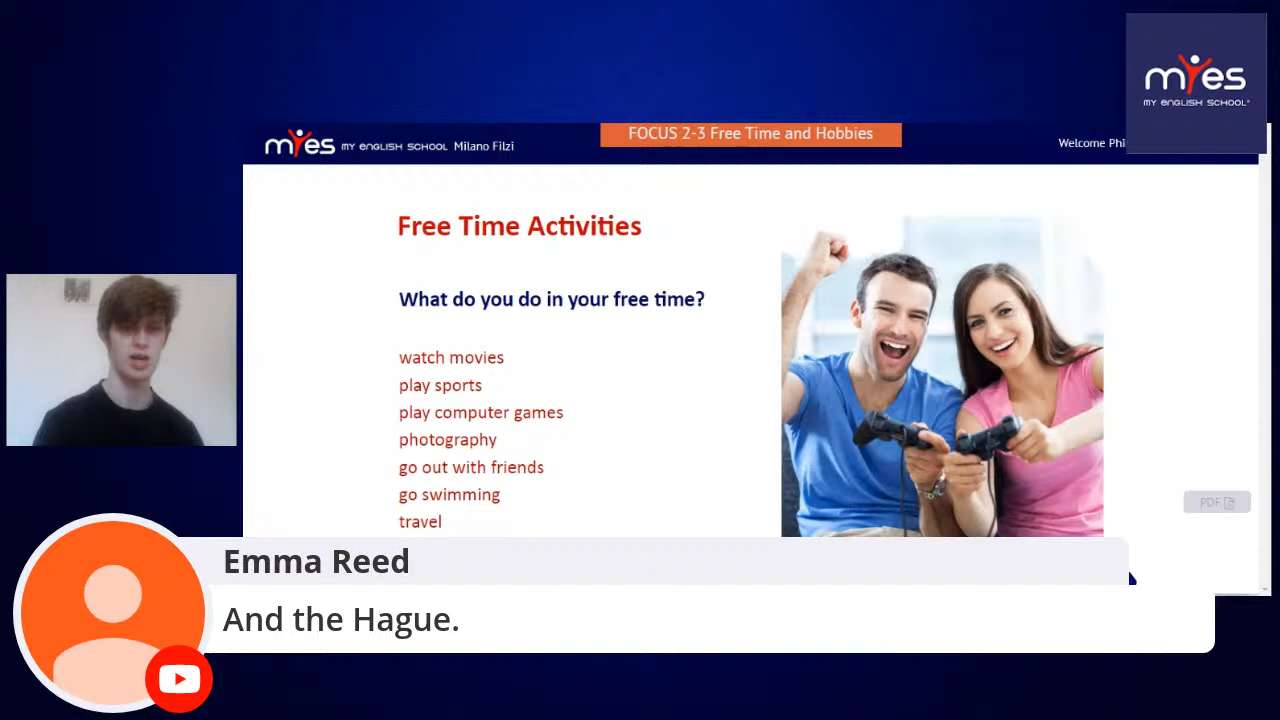 myes
MY ENGLISH SCHOOL
myes MY ENGLISH SCHOOL Milano Filzi
FOCUS 2-3 Free Time and Hobbies
Welcome Phi
Free Time Activities
What do you do in your free time?
watch movies
play sports
play computer games
photography
go out with friends
go swimming
travel
PDF
Emma Reed
And the Hague.